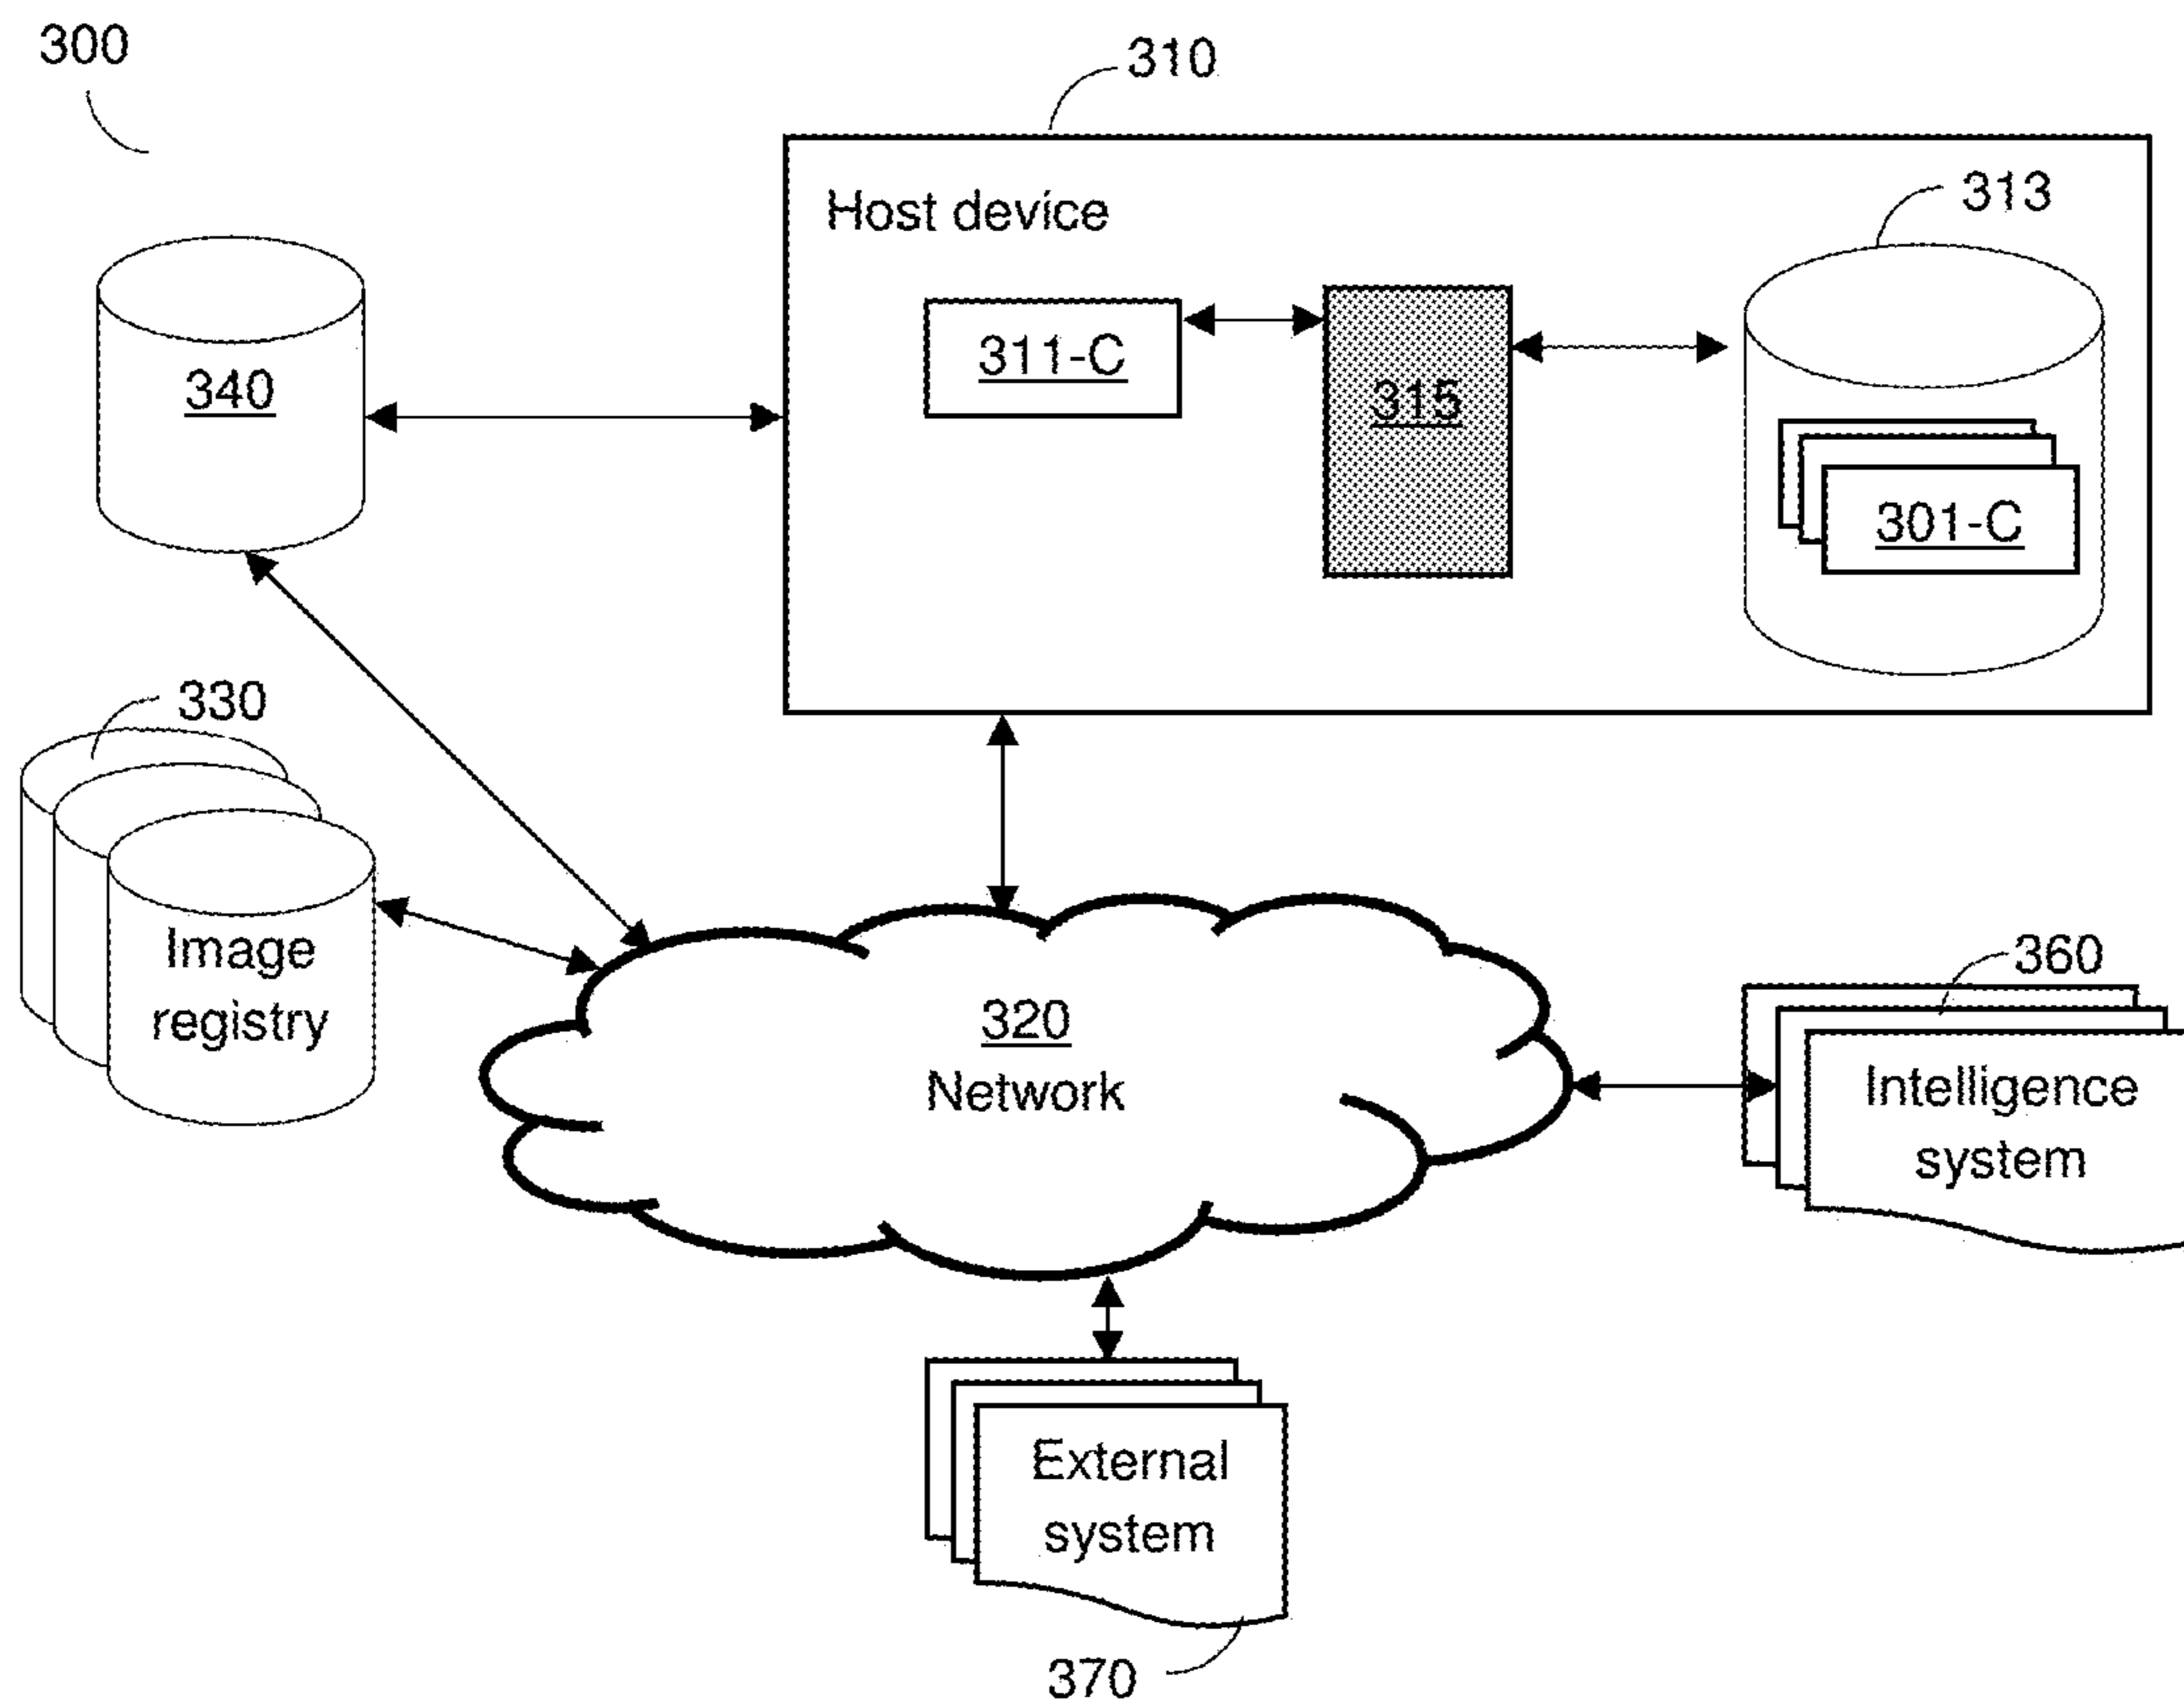 300
310
Host device
313
311-C
315
340
301-C
330
Image
registry
320
Network
360
Intelligence
system
External
system
370